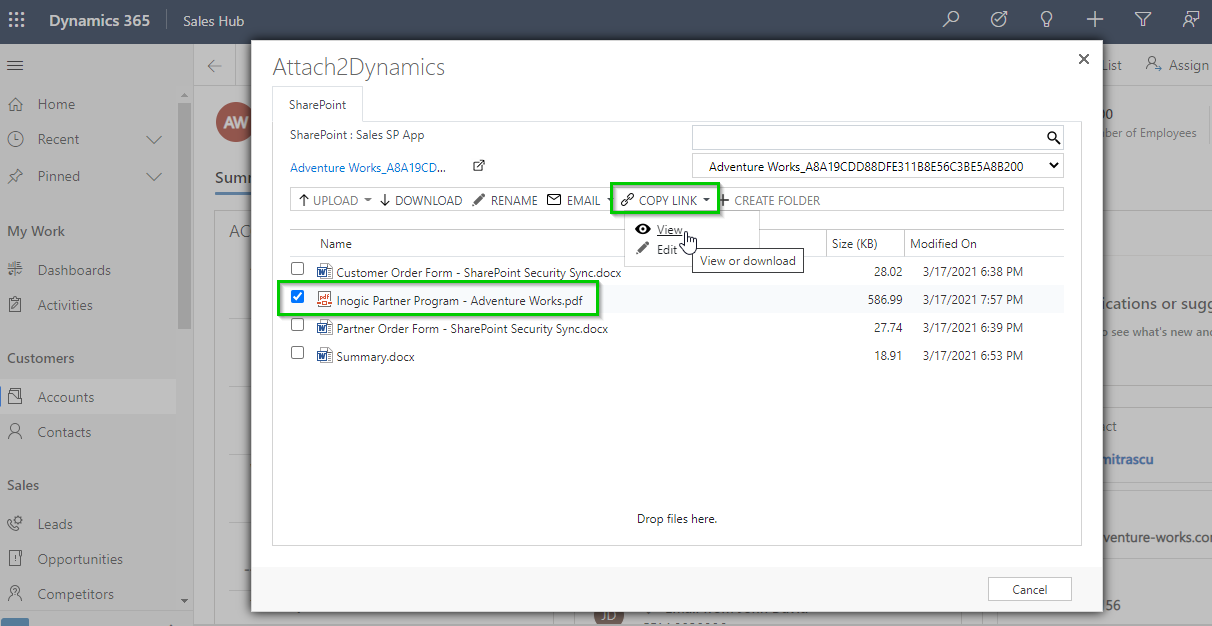 Dynamics 365
Sales Hub
List
Assign
Home
Recent
Pinned
My Work
Dashboards
Activities
Customers
Accounts
Contacts
Sales
Leads
Opportunities
Competitors
AW
Attach2Dynamics
SharePoint
SharePoint : Sales SP App
Adventure Works_A8A19CD...
Adventure Works_A8A19CDD88DFE311B8E56C3BE5A8B200
UPLOAD DOWNLOAD RENAME EMAIL COPY LINK CREATE FOLDER
View
Edit
View or download
Name Size (KB) Modified On
Customer Order Form - SharePoint Security Sync.docx 28.02 3/17/2021 6:38 PM
Inogic Partner Program - Adventure Works.pdf 586.99 3/17/2021 7:57 PM
Partner Order Form - SharePoint Security Sync.docx 27.74 3/17/2021 6:39 PM
Summary.docx 18.91 3/17/2021 6:53 PM
Drop files here.
Cancel
Summ
AC
00
ber of Employees
ications or sugg
o see what's new and
act
mitrascu
venture-works.com
56
JD